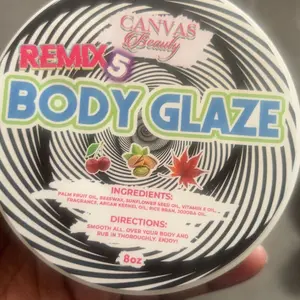 CANVAS
Beauty
REMIX 5
BODY GLAZE
INGREDIENTS:
PALM FRUIT OIL, BEESWAX, SUNFLOWER SEED OIL, VITAMIN E OIL,
FRAGRANCE, ARGAN KERNEL OIL, RICE BRAN, JOJOBA OIL
DIRECTIONS:
SMOOTH ALL OVER YOUR BODY AND
RUB IN THOROUGHLY. ENJOY!
8oz